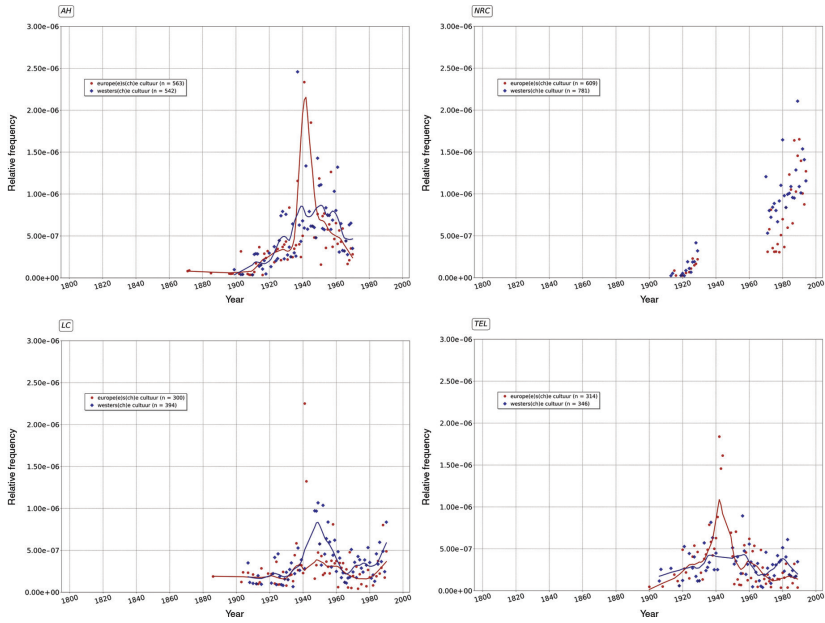 AH
3.00e-06
2.50e-06
2.00e-06
1.50e-06
1.00e-06
5.00e-07
0.00e+00
Relative frequency
europe(e)s(ch)e cultuur (n = 563)
westers(ch)e cultuur (n = 542)
1800 1820 1840 1860 1880 1900 1920 1940 1960 1980 2000
Year
NRC
3.00e-06
2.50e-06
2.00e-06
1.50e-06
1.00e-06
5.00e-07
0.00e+00
Relative frequency
europe(e)s(ch)e cultuur (n = 609)
westers(ch)e cultuur (n = 781)
1800 1820 1840 1860 1880 1900 1920 1940 1960 1980 2000
Year
LC
3.00e-06
2.50e-06
2.00e-06
1.50e-06
1.00e-06
5.00e-07
0.00e+00
Relative frequency
europe(e)s(ch)e cultuur (n = 300)
westers(ch)e cultuur (n = 394)
1800 1820 1840 1860 1880 1900 1920 1940 1960 1980 2000
Year
TEL
3.00e-06
2.50e-06
2.00e-06
1.50e-06
1.00e-06
5.00e-07
0.00e+00
Relative frequency
europe(e)s(ch)e cultuur (n = 314)
westers(ch)e cultuur (n = 346)
1800 1820 1840 1860 1880 1900 1920 1940 1960 1980 2000
Year